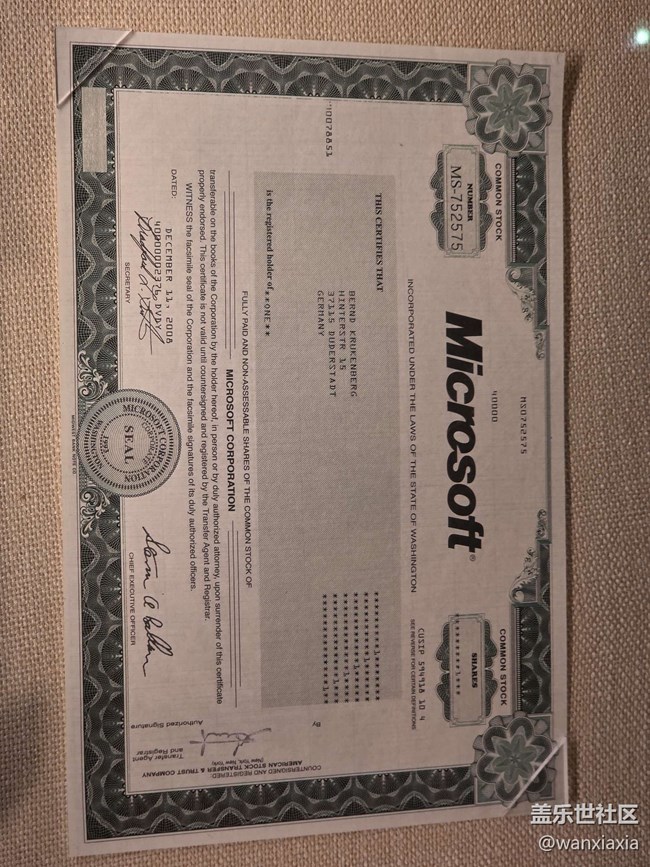 COMMON STOCK
COMMON STOCK
NUMBER
MS-752575
MS0752575
40000
SHARES
********1****
Microsoft®
INCORPORATED UNDER THE LAWS OF THE STATE OF WASHINGTON
CUSIP 594918 10 4
SEE REVERSE FOR CERTAIN DEFINITIONS
THIS CERTIFIES THAT
BERND KRUKENBERG
HINTERSTR 15
37115 DUDERSTADT
GERMANY
is the registered holder of **ONE**
FULLY PAID AND NON-ASSESSABLE SHARES OF THE COMMON STOCK OF
MICROSOFT CORPORATION
transferable on the books of the Corporation by the holder hereof, in person or by duly authorized attorney, upon surrender of this certificate
properly endorsed. This certificate is not valid until countersigned and registered by the Transfer Agent and Registrar.
WITNESS the facsimile seal of the Corporation and the facsimile signatures of its duly authorized officers.
DATED:
DECEMBER 11, 2008
SECRETARY
MICROSOFT CORPORATION
CORPORATE
SEAL
1993
WASHINGTON
CHIEF EXECUTIVE OFFICER
COUNTERSIGNED AND REGISTERED:
AMERICAN STOCK TRANSFER & TRUST COMPANY
(New York, New York)
Transfer Agent
and Registrar
By
Authorized Signature
盖乐世社区
@wanxiaxia